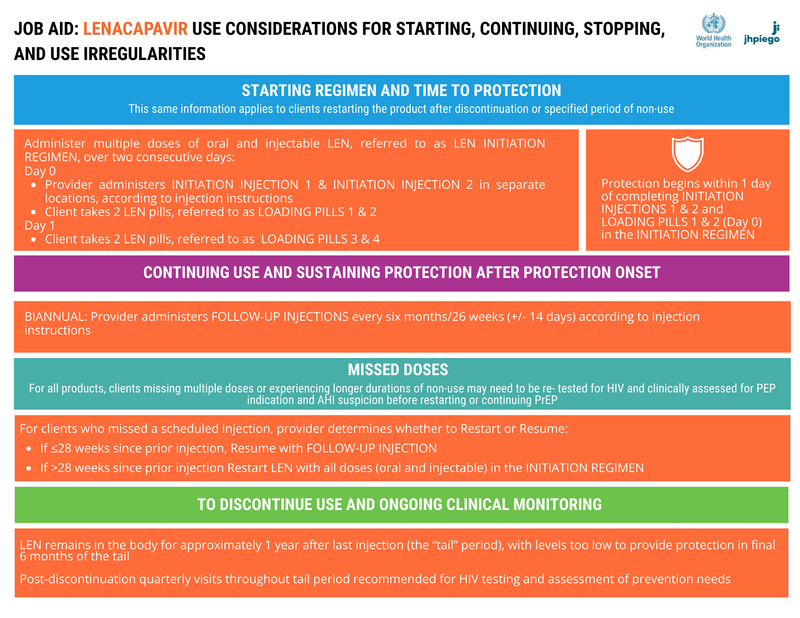 JOB AID: LENACAPAVIR USE CONSIDERATIONS FOR STARTING, CONTINUING, STOPPING,
AND USE IRREGULARITIES
World Health
Organization
jhpiego
STARTING REGIMEN AND TIME TO PROTECTION
This same information applies to clients restarting the product after discontinuation or specified period of non-use
Administer multiple doses of oral and injectable LEN, referred to as LEN INITIATION
REGIMEN, over two consecutive days:
Day 0
• Provider administers INITIATION INJECTION 1 & INITIATION INJECTION 2 in separate
locations, according to injection instructions
• Client takes 2 LEN pills, referred to as LOADING PILLS 1 & 2
Day 1
• Client takes 2 LEN pills, referred to as LOADING PILLS 3 & 4
Protection begins within 1 day
of completing INITIATION
INJECTIONS 1 & 2 and
LOADING PILLS 1 & 2 (Day 0)
in the INITIATION REGIMEN
CONTINUING USE AND SUSTAINING PROTECTION AFTER PROTECTION ONSET
BIANNUAL: Provider administers FOLLOW-UP INJECTIONS every six months/26 weeks (+/- 14 days) according to injection
instructions
MISSED DOSES
For all products, clients missing multiple doses or experiencing longer durations of non-use may need to be re- tested for HIV and clinically assessed for PEP
indication and AHI suspicion before restarting or continuing PrEP
For clients who missed a scheduled injection, provider determines whether to Restart or Resume:
• If ≤28 weeks since prior injection, Resume with FOLLOW-UP INJECTION
• If >28 weeks since prior injection Restart LEN with all doses (oral and injectable) in the INITIATION REGIMEN
TO DISCONTINUE USE AND ONGOING CLINICAL MONITORING
LEN remains in the body for approximately 1 year after last injection (the “tail” period), with levels too low to provide protection in final
6 months of the tail
Post-discontinuation quarterly visits throughout tail period recommended for HIV testing and assessment of prevention needs